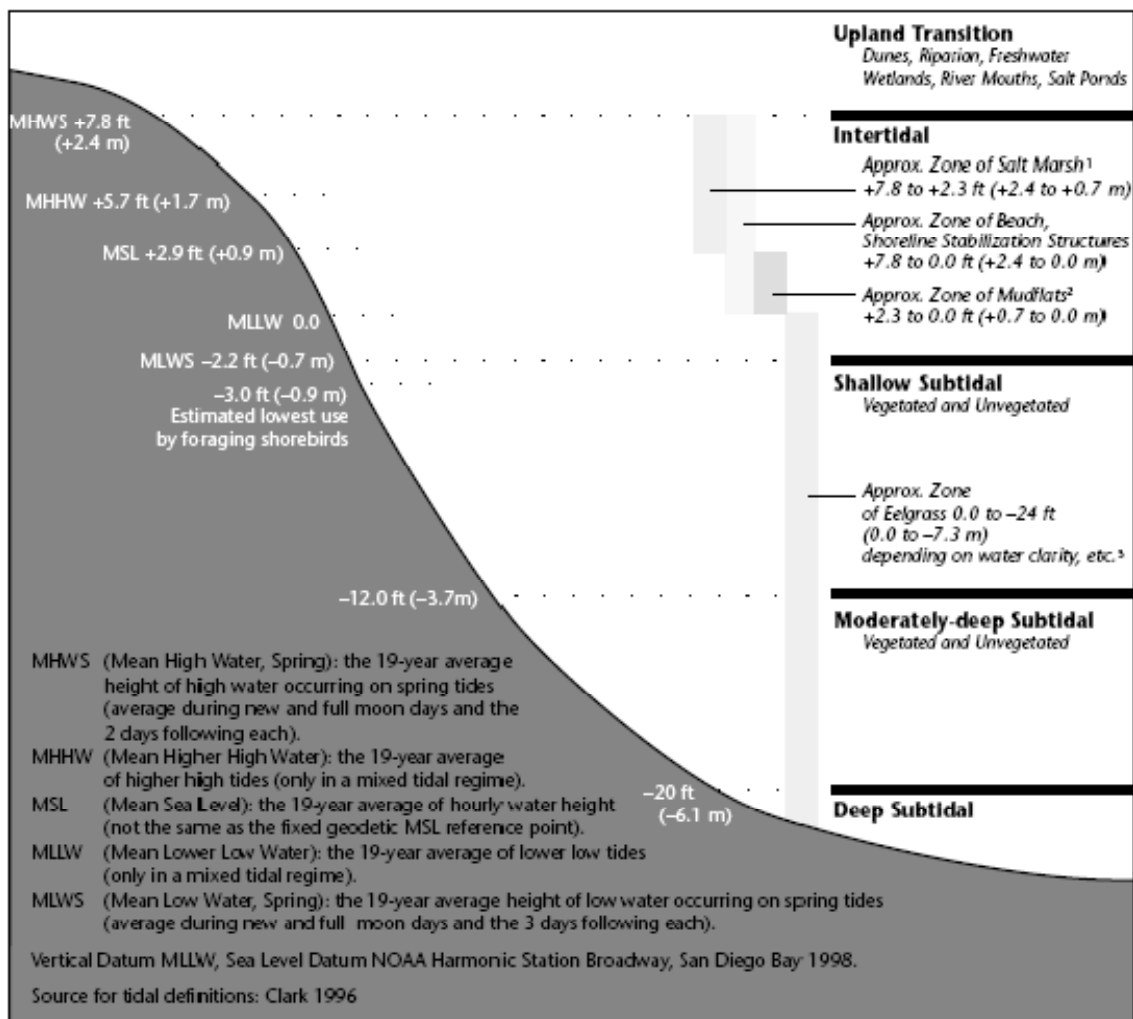 Upland Transition
Dunes, Riparian, Freshwater
Wetlands, River Mouths, Salt Ponds
MHWS +7.8 ft
(+2.4 m)
Intertidal
Approx. Zone of Salt Marsh¹
+7.8 to +2.3 ft (+2.4 to +0.7 m)
MHHW +5.7 ft (+1.7 m)
Approx. Zone of Beach,
Shoreline Stabilization Structures
+7.8 to 0.0 ft (+2.4 to 0.0 m)
MSL +2.9 ft (+0.9 m)
Approx. Zone of Mudflats²
+2.3 to 0.0 ft (+0.7 to 0.0 m)
MLLW 0.0
MLWS –2.2 ft (–0.7 m)
–3.0 ft (–0.9 m)
Estimated lowest use
by foraging shorebirds
Shallow Subtidal
Vegetated and Unvegetated
Approx. Zone
of Eelgrass 0.0 to –24 ft
(0.0 to –7.3 m)
depending on water clarity, etc.³
–12.0 ft (–3.7m)
Moderately-deep Subtidal
Vegetated and Unvegetated
–20 ft
(–6.1 m)
Deep Subtidal
MHWS (Mean High Water, Spring): the 19-year average
height of high water occurring on spring tides
(average during new and full moon days and the
2 days following each).
MHHW (Mean Higher High Water): the 19-year average
of higher high tides (only in a mixed tidal regime).
MSL (Mean Sea Level): the 19-year average of hourly water height
(not the same as the fixed geodetic MSL reference point).
MLLW (Mean Lower Low Water): the 19-year average of lower low tides
(only in a mixed tidal regime).
MLWS (Mean Low Water, Spring): the 19-year average height of low water occurring on spring tides
(average during new and full moon days and the 3 days following each).
Vertical Datum MLLW, Sea Level Datum NOAA Harmonic Station Broadway, San Diego Bay 1998.
Source for tidal definitions: Clark 1996